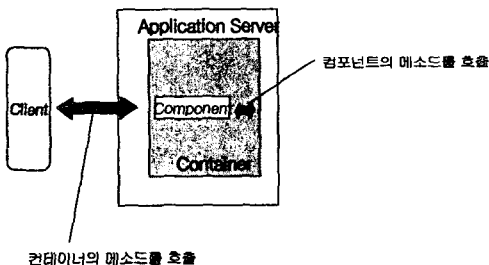 Application Server
컴포넌트의 메소드를 호출
Client
Component
Container
컨테이너의 메소드를 호출